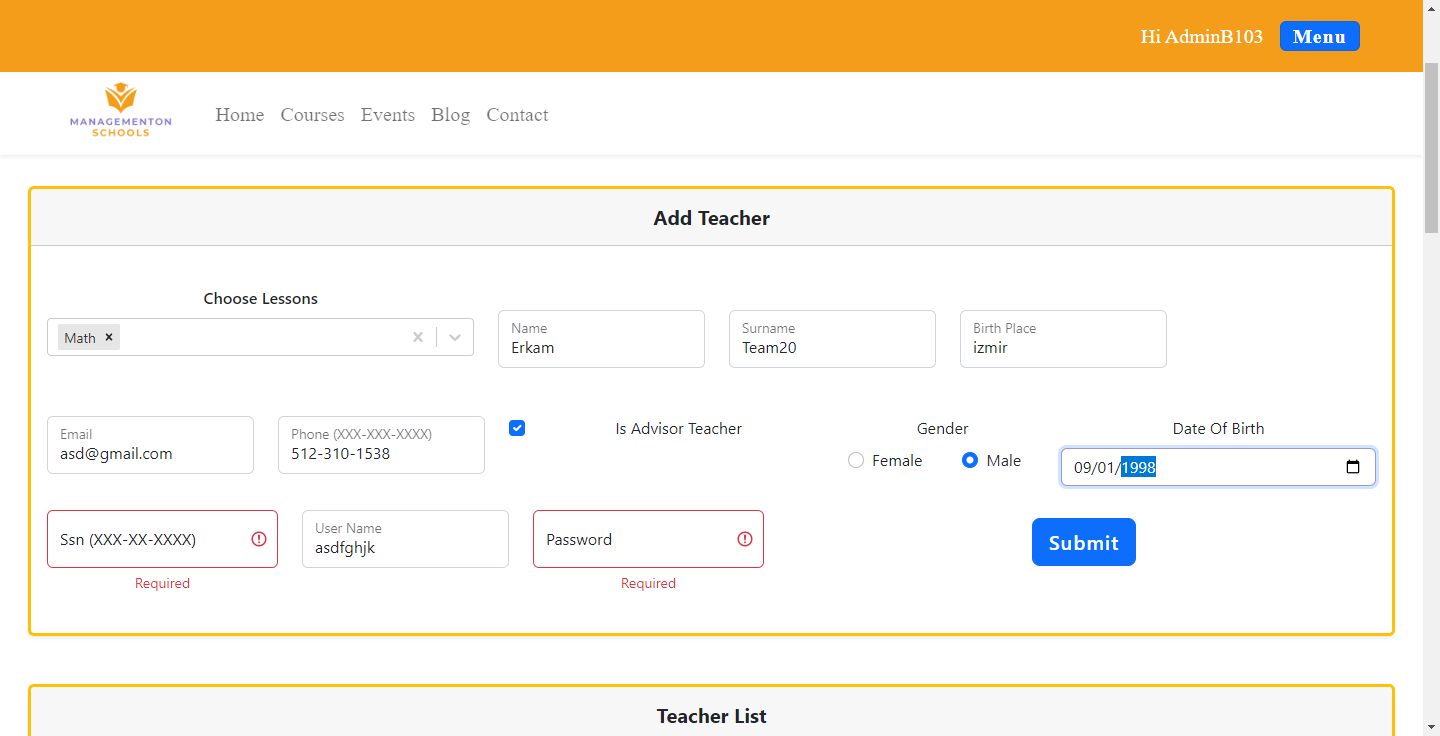 Hi AdminB103
Menu
MANAGEMENTON
SCHOOLS
Home Courses Events Blog Contact
Add Teacher
Choose Lessons
Math
Name
Erkam
Surname
Team20
Birth Place
izmir
Email
asd@gmail.com
Phone (XXX-XXX-XXXX)
512-310-1538
Is Advisor Teacher
Gender
Female
Male
Date Of Birth
09/01/1998
Ssn (XXX-XX-XXXX)
Required
User Name
asdfghjk
Password
Required
Submit
Teacher List